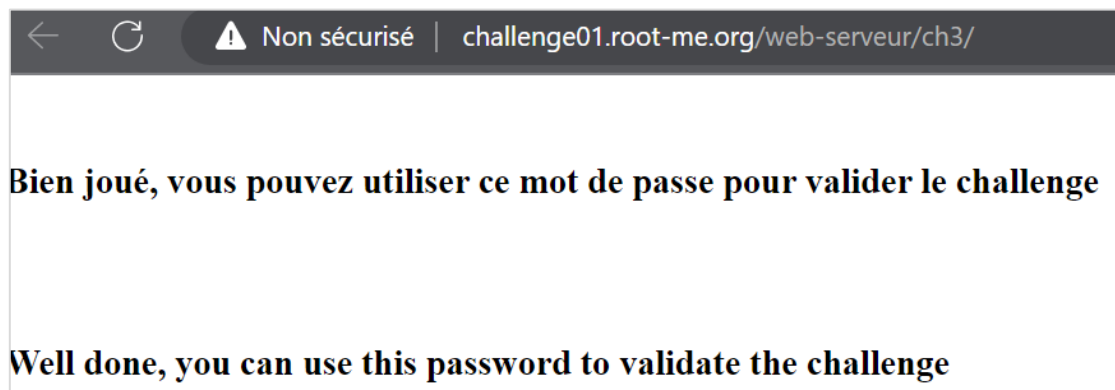 Non sécurisé | challenge01.root-me.org/web-serveur/ch3/
Bien joué, vous pouvez utiliser ce mot de passe pour valider le challenge
Well done, you can use this password to validate the challenge